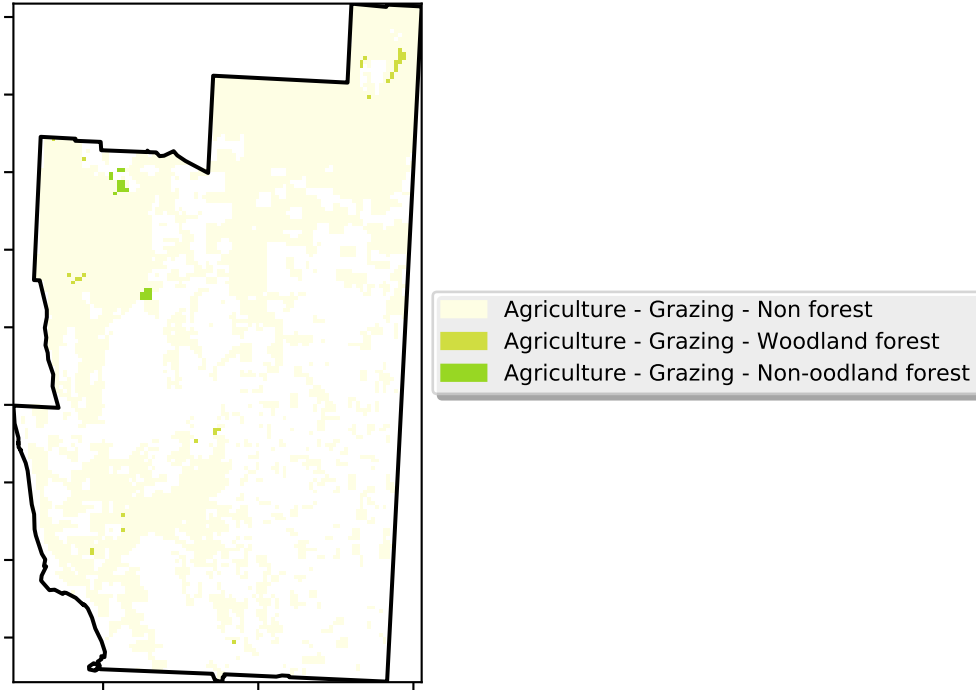 Agriculture - Grazing - Non forest
Agriculture - Grazing - Woodland forest
Agriculture - Grazing - Non-oodland forest